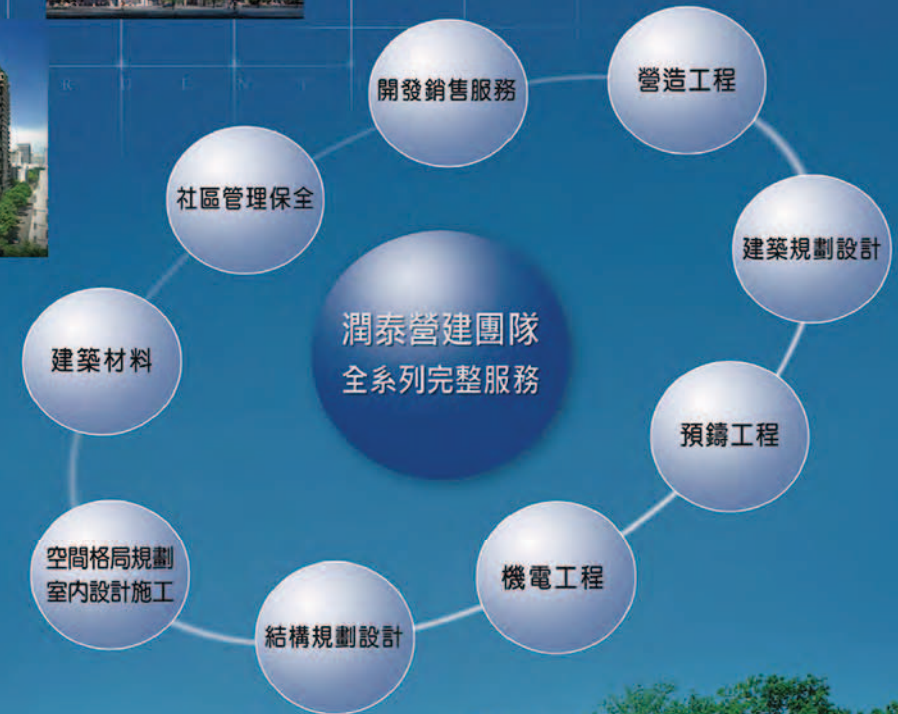 開發銷售服務
營造工程
社區管理保全
建築規劃設計
潤泰營建團隊
全系列完整服務
建築材料
預鑄工程
空間格局規劃
室內設計施工
機電工程
結構規劃設計